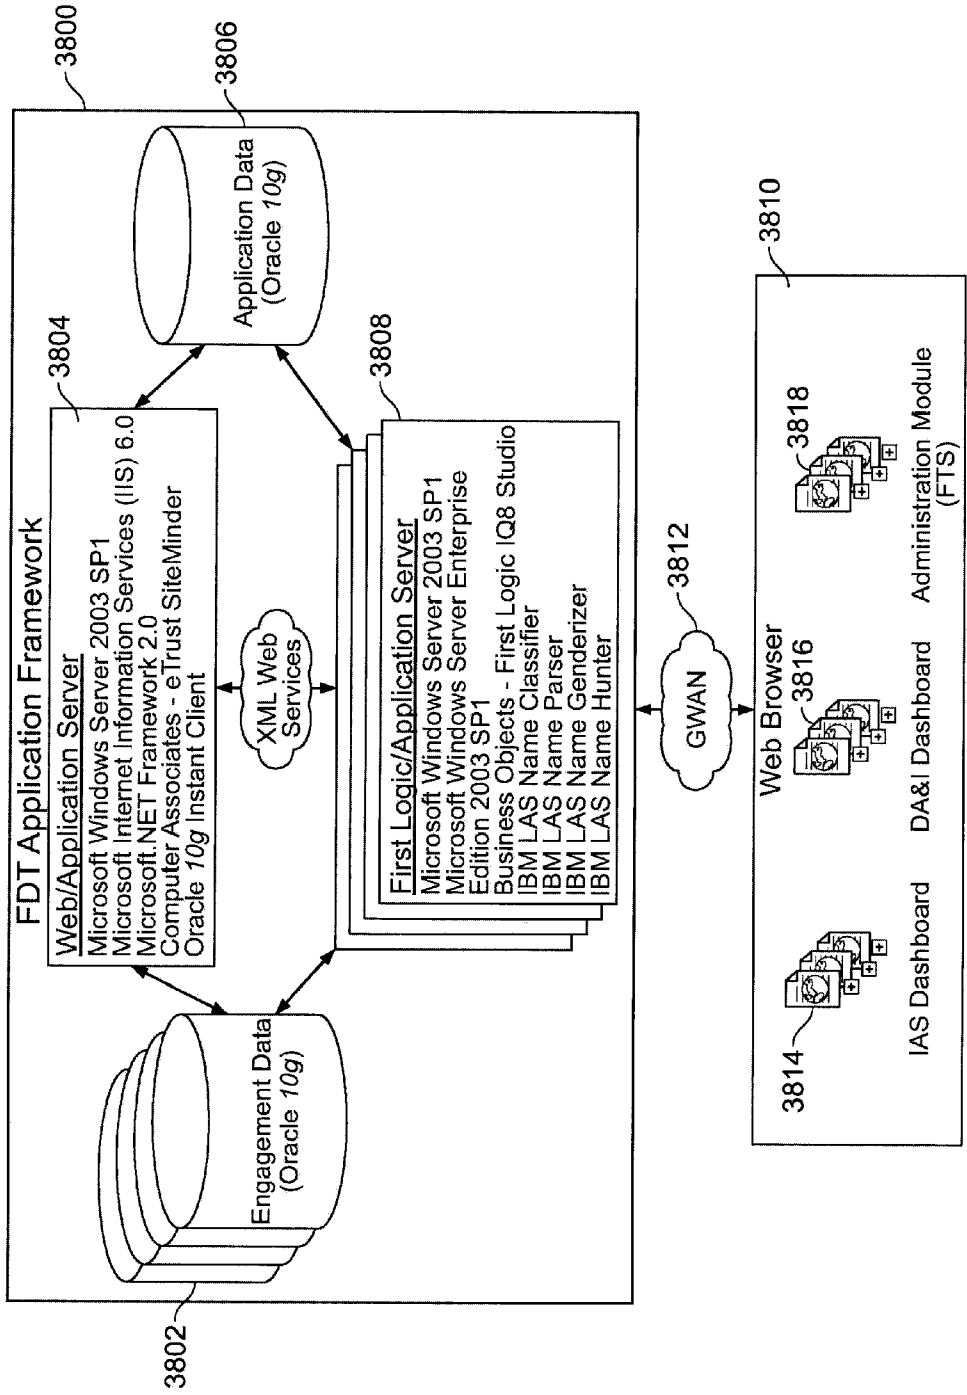 3800
FDT Application Framework
3804
Web/Application Server
Microsoft Windows Server 2003 SP1
Microsoft Internet Information Services (IIS) 6.0
Microsoft.NET Framework 2.0
Computer Associates - eTrust SiteMinder
Oracle 10g Instant Client
3806
Application Data
(Oracle 10g)
XML Web
Services
3802
Engagement Data
(Oracle 10g)
3808
First Logic/Application Server
Microsoft Windows Server 2003 SP1
Microsoft Windows Server Enterprise
Edition 2003 SP1
Business Objects - First Logic IQ8 Studio
IBM LAS Name Classifier
IBM LAS Name Parser
IBM LAS Name Genderizer
IBM LAS Name Hunter
GWAN
3812
3810
Web Browser
3814
IAS Dashboard
3816
DA&I Dashboard
3818
Administration Module
(FTS)